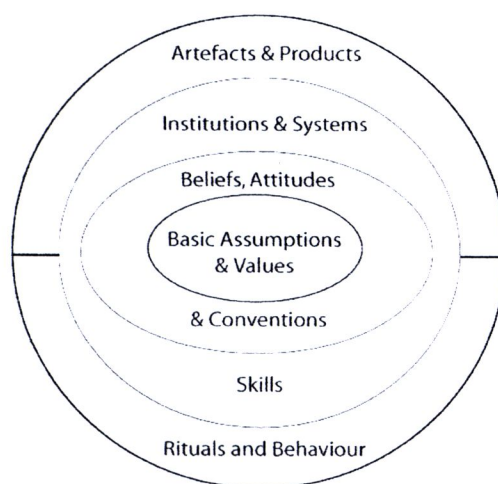 Artefacts & Products
Institutions & Systems
Beliefs, Attitudes
Basic Assumptions
& Values
& Conventions
Skills
Rituals and Behaviour